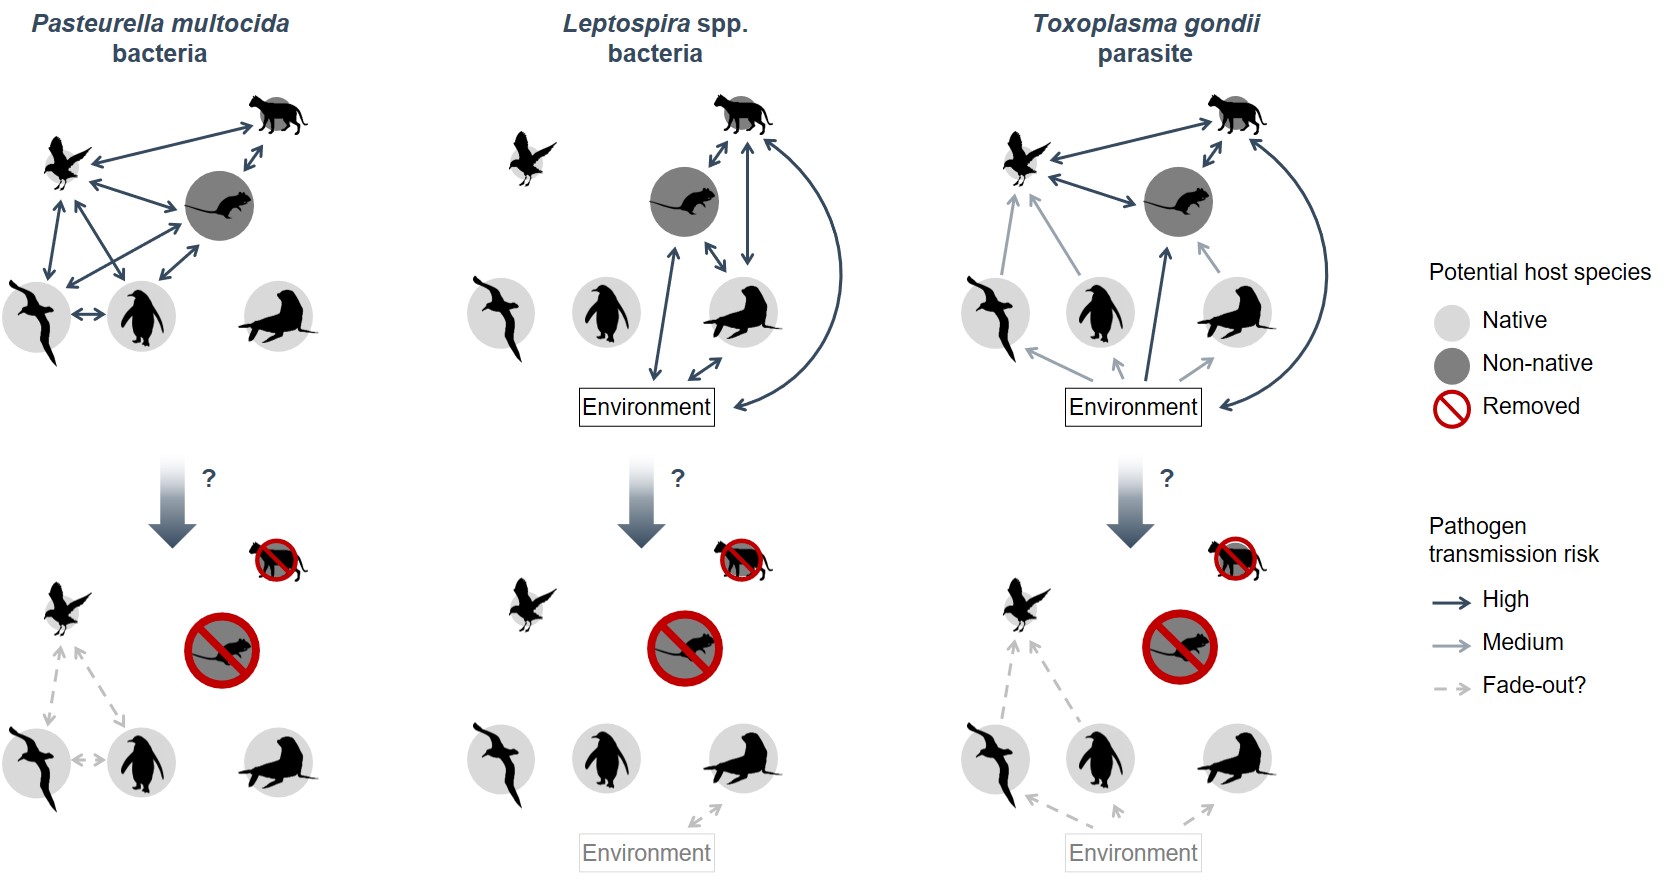 Pasteurella multocida
bacteria
Leptospira spp.
bacteria
Toxoplasma gondii
parasite
Environment
Environment
Potential host species
Native
Non-native
Removed
?
?
?
Pathogen
transmission risk
High
Medium
Fade-out?
Environment
Environment